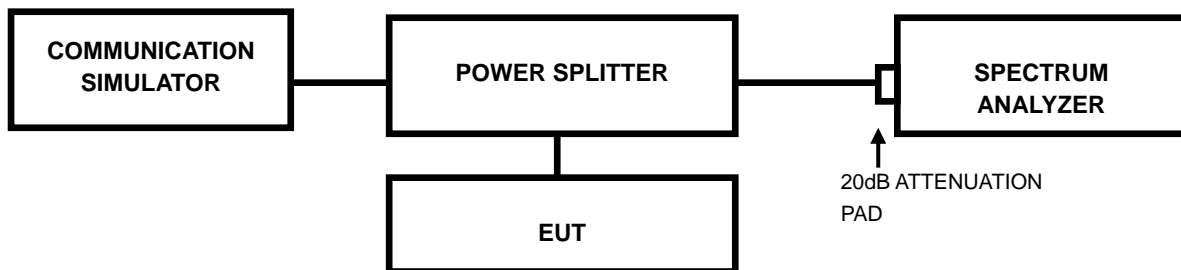 COMMUNICATION
SIMULATOR
POWER SPLITTER
SPECTRUM
ANALYZER
20dB ATTENUATION
PAD
EUT